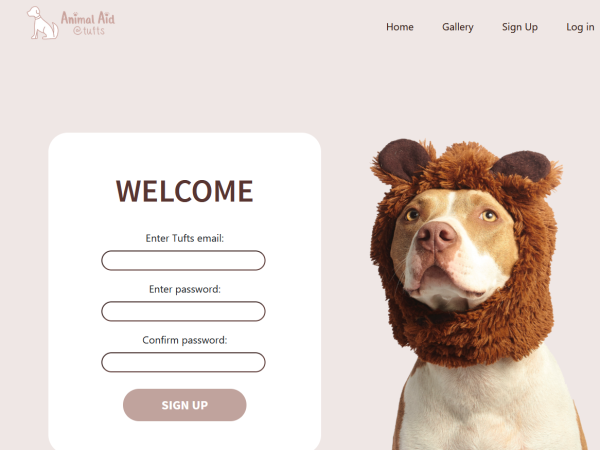 Animal Aid
@tufts
Home Gallery Sign Up Log in
WELCOME
Enter Tufts email:
Enter password:
Confirm password:
SIGN UP